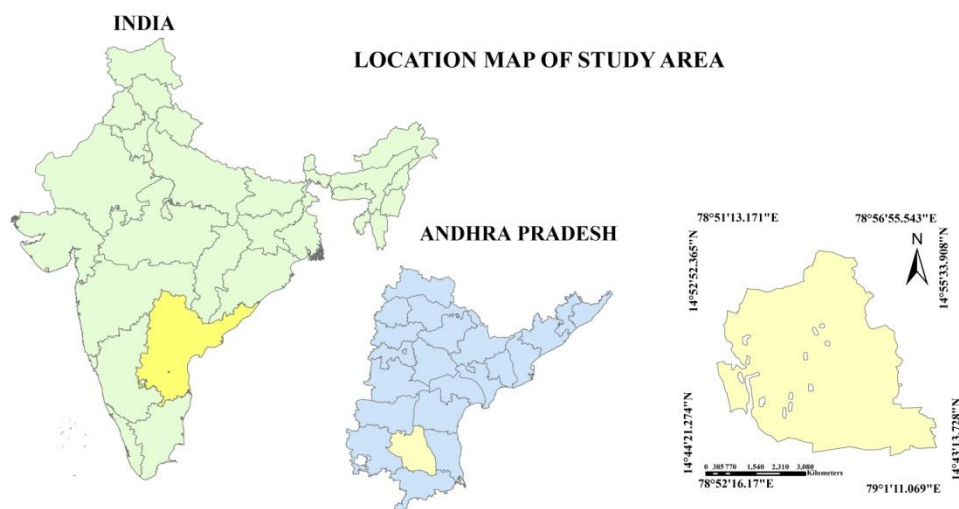 INDIA
LOCATION MAP OF STUDY AREA
ANDHRA PRADESH
78°51'13.171"E
78°56'55.543"E
14°52'52.365"N
N
14°55'33.908"N
14°44'21.274"N
14°43'13.728"N
0 385 770 1,540 2,310 3,080
Kilometers
78°52'16.17"E
79°1'11.069"E